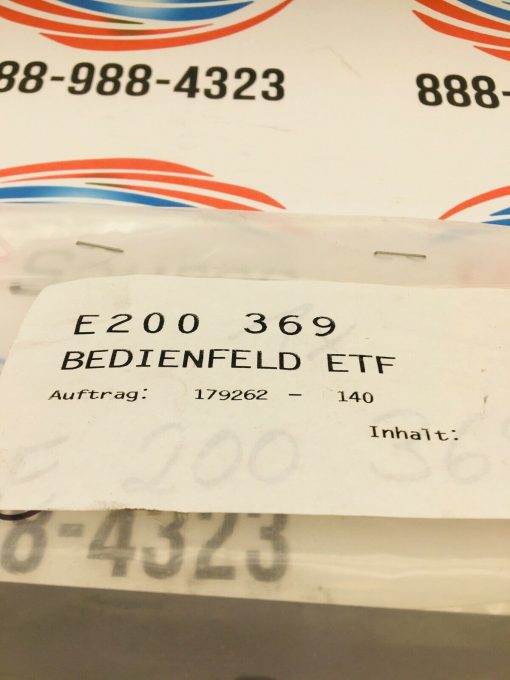 88-988-4323
888-
E200 369
BEDIENFELD ETF
Auftrag: 179262 - 140
Inhalt:
E 200 36
8-4323